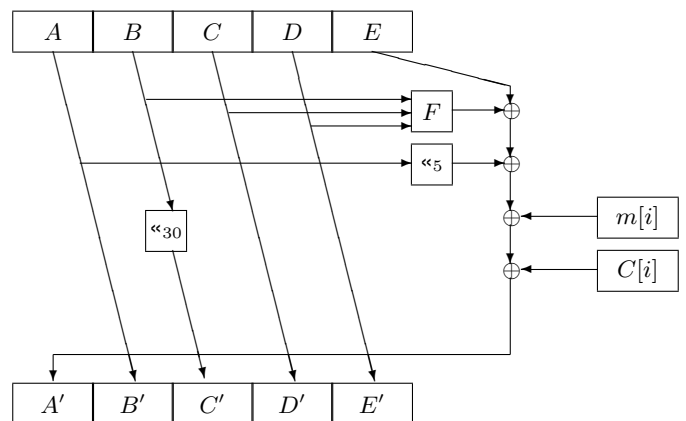 A B C D E
F ⊕
«5 ⊕
«30 ⊕ m[i]
⊕ C[i]
A′ B′ C′ D′ E′